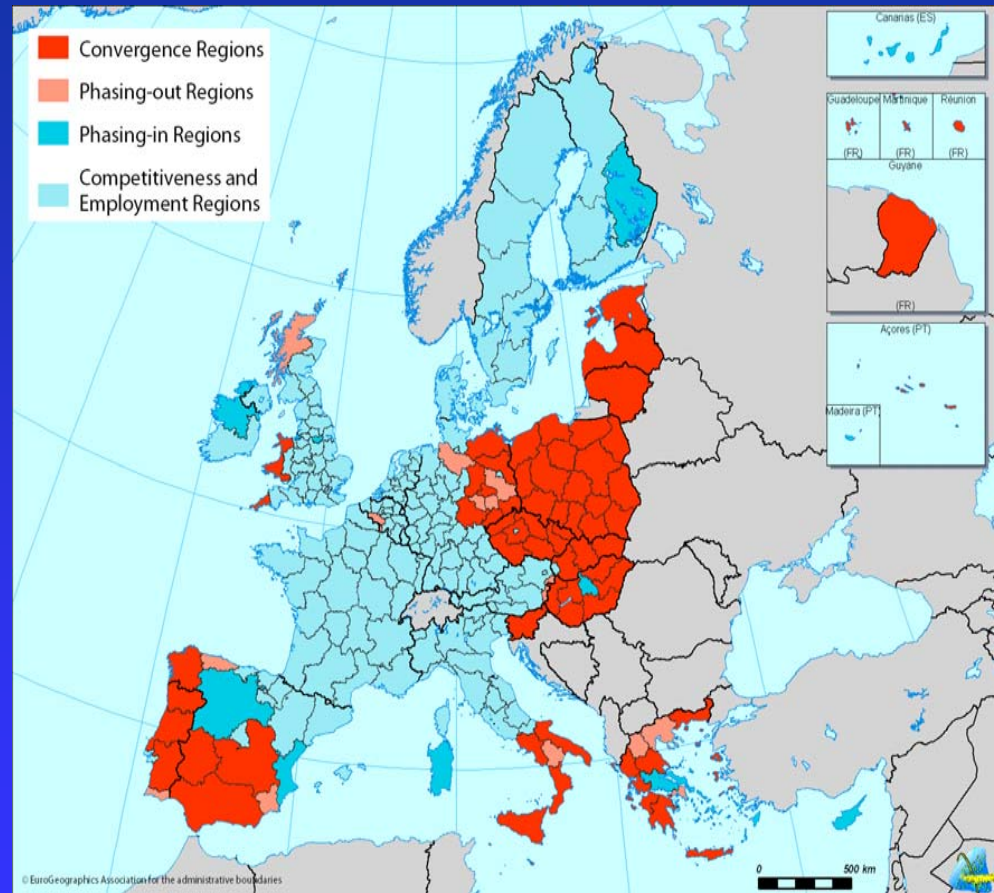 Convergence Regions
Phasing-out Regions
Phasing-in Regions
Competitiveness and
Employment Regions
Canarias (ES)
Guadeloupe
Martinique
Réunion
(FR)
(FR)
(FR)
Guyane
(FR)
Açores (PT)
Madeira (PT)
0 500 km
© EuroGeographics Association for the administrative boundaries